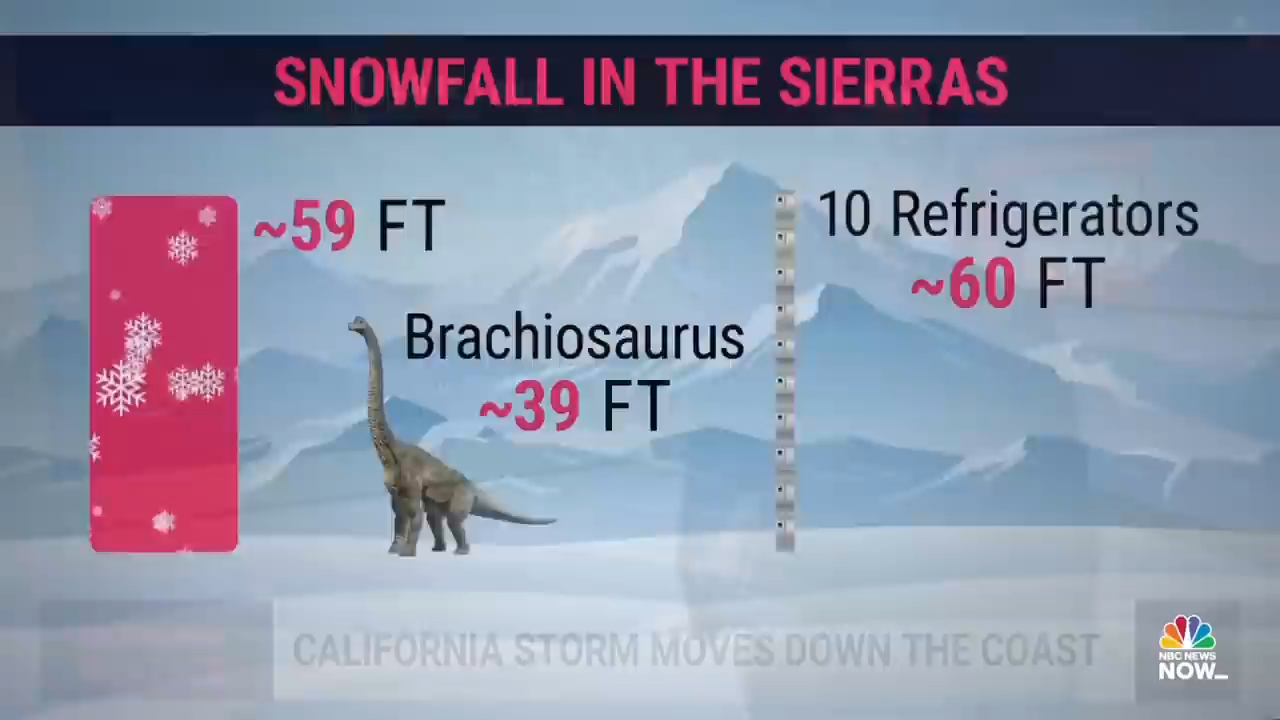 SNOWFALL IN THE SIERRAS
~59 FT
10 Refrigerators
~60 FT
Brachiosaurus
~39 FT
CALIFORNIA STORM MOVES DOWN THE COAST
NBC NEWS
NOW_